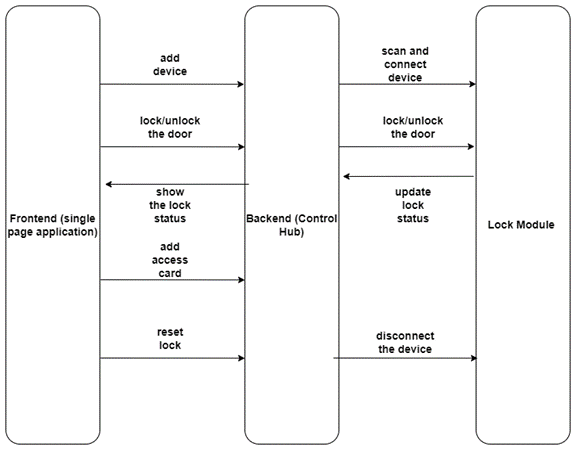 add
device
scan and
connect
device
lock/unlock
the door
lock/unlock
the door
show
the lock
status
update
lock
status
Frontend (single
page application)
Backend (Control
Hub)
Lock Module
add
access
card
reset
lock
disconnect
the device